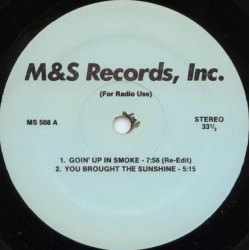 M&S Records, Inc.
(For Radio Use)
MS 508 A
STEREO
33⅓
1. GOIN' UP IN SMOKE - 7:56 (Re-Edit)
2. YOU BROUGHT THE SUNSHINE - 5:15